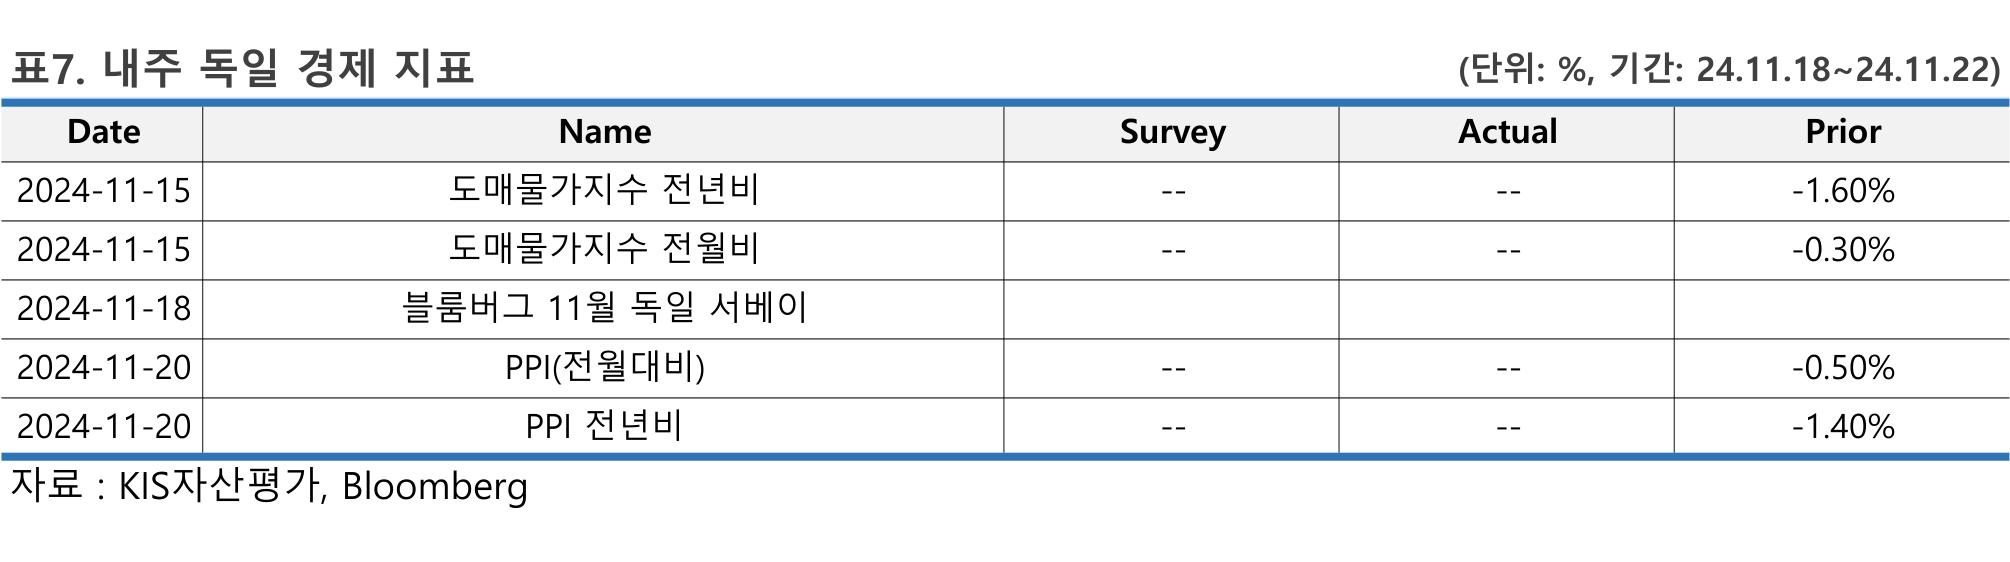 표7. 내주 독일 경제 지표 (단위: %, 기간: 24.11.18~24.11.22)
Date Name Survey Actual Prior
2024-11-15 도매물가지수 전년비 -- -- -1.60%
2024-11-15 도매물가지수 전월비 -- -- -0.30%
2024-11-18 블룸버그 11월 독일 서베이
2024-11-20 PPI(전월대비) -- -- -0.50%
2024-11-20 PPI 전년비 -- -- -1.40%
자료 : KIS자산평가, Bloomberg